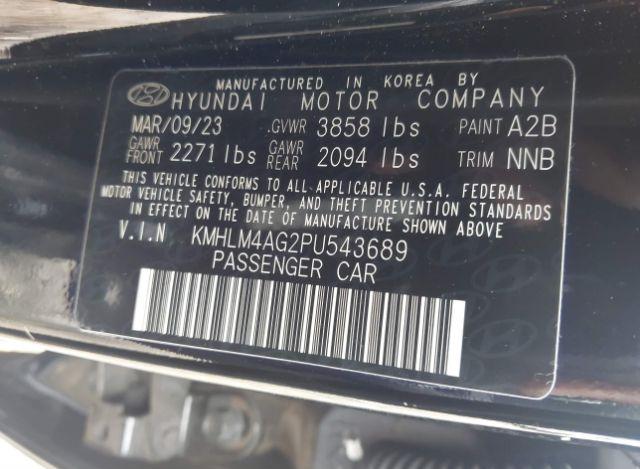 MANUFACTURED IN KOREA BY
HYUNDAI MOTOR COMPANY
MAR/09/23 GVWR 3858 lbs PAINT A2B
GAWR FRONT 2271 lbs GAWR REAR 2094 lbs TRIM NNB
THIS VEHICLE CONFORMS TO ALL APPLICABLE U.S.A. FEDERAL
MOTOR VEHICLE SAFETY, BUMPER, AND THEFT PREVENTION STANDARDS
IN EFFECT ON THE DATE OF MANUFACTURE SHOWN ABOVE
V.I.N KMHLM4AG2PU543689
PASSENGER CAR